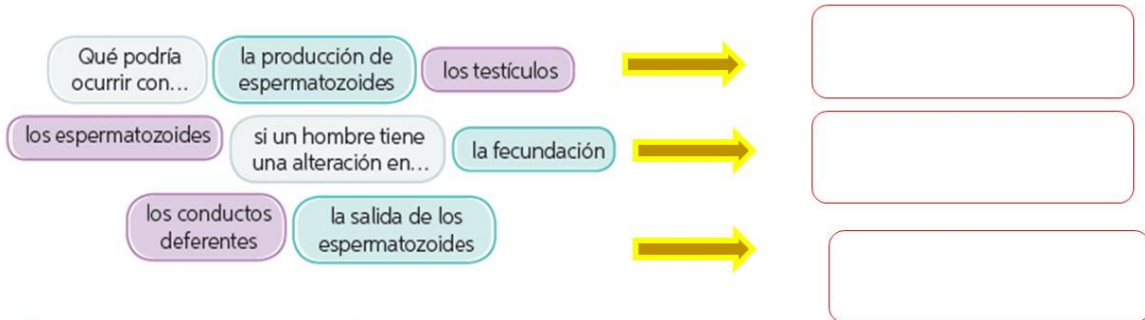 Qué podría
ocurrir con...
la producción de
espermatozoides
los testículos
los espermatozoides
si un hombre tiene
una alteración en...
la fecundación
los conductos
deferentes
la salida de los
espermatozoides